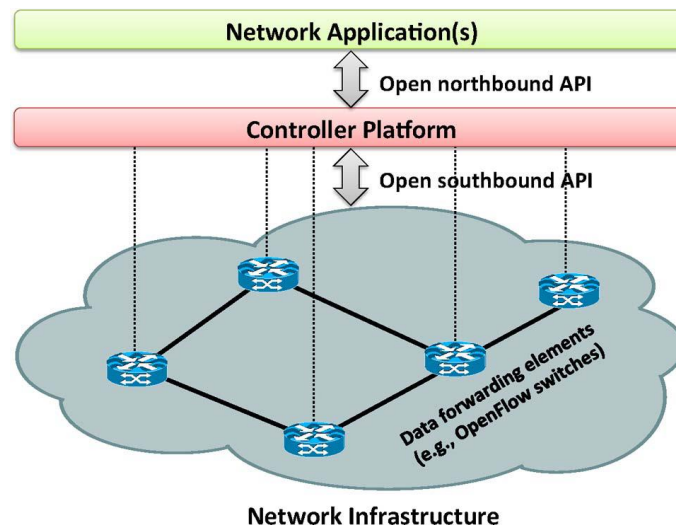 Network Application(s)
Open northbound API
Controller Platform
Open southbound API
Data forwarding elements
(e.g., OpenFlow switches)
Network Infrastructure